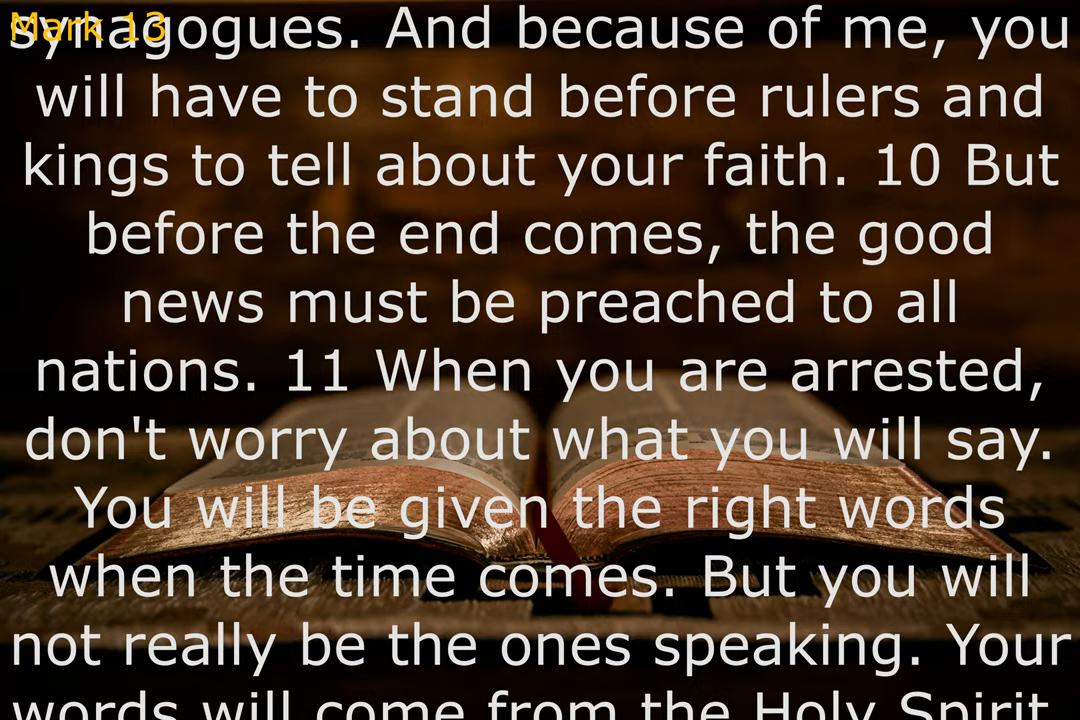 Mark 13
synagogues. And because of me, you
will have to stand before rulers and
kings to tell about your faith. 10 But
before the end comes, the good
news must be preached to all
nations. 11 When you are arrested,
don't worry about what you will say.
You will be given the right words
when the time comes. But you will
not really be the ones speaking. Your
words will come from the Holy Spirit.